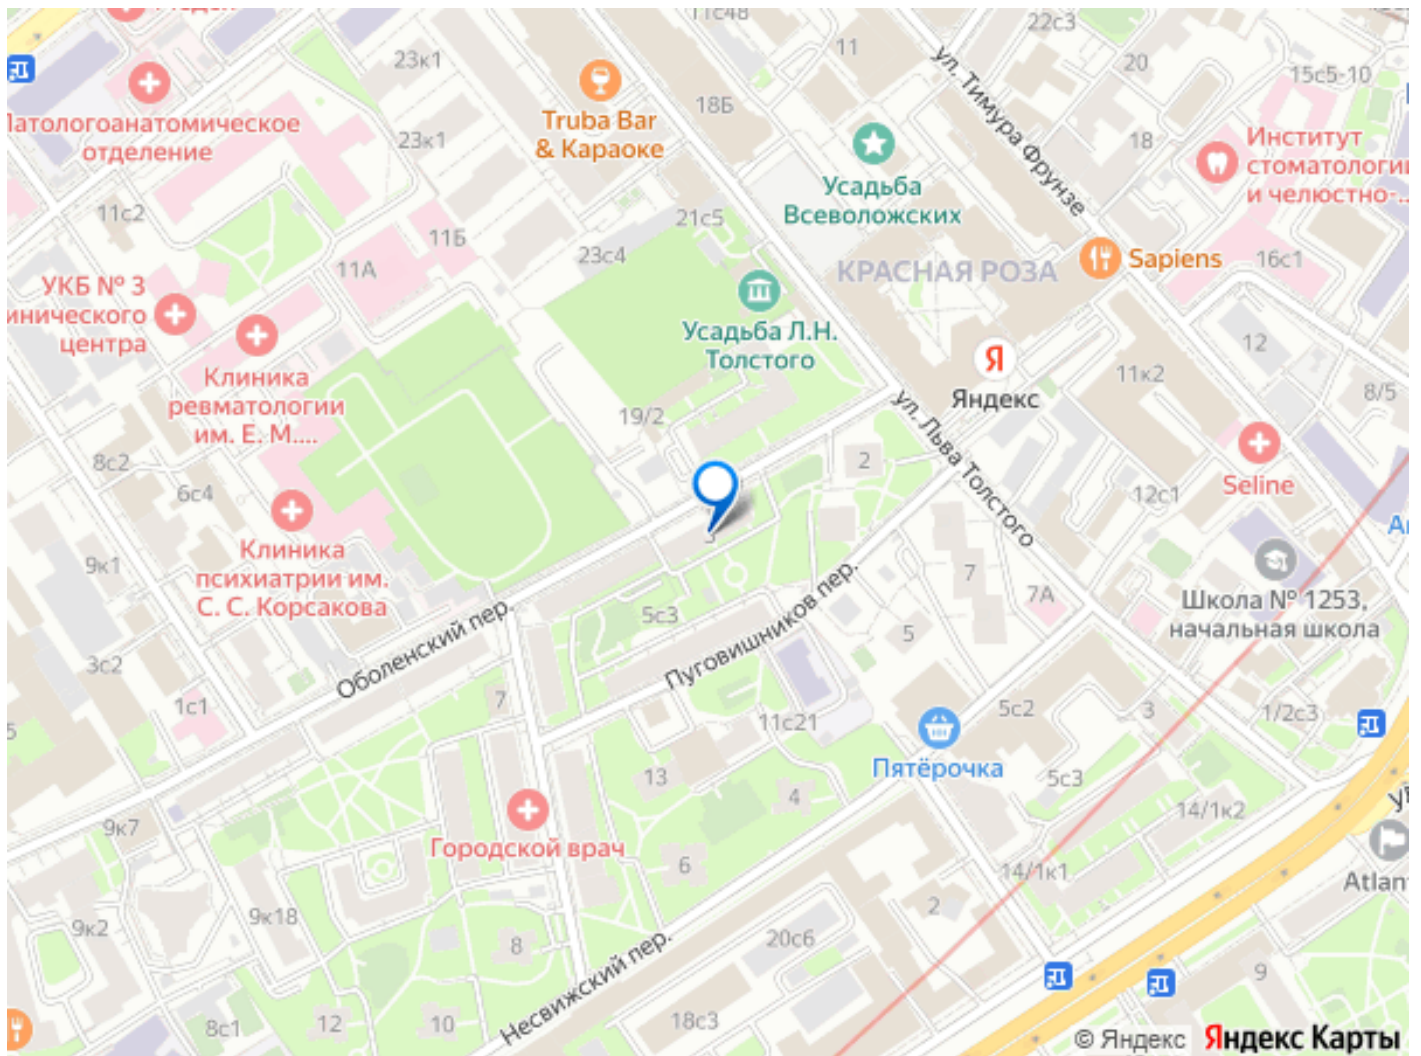 11с48
22с3
11
20
ул. Тимура Фрунзе
15с5-10
23к1
18Б
Truba Bar
& Караоке
18
Институт
стоматологии
и челюстно-...
Патологоанатомическое
отделение
23к1
Усадьба
Всеволожских
11с2
21с5
11Б
23с4
Sapiens
16с1
КРАСНАЯ РОЗА
11А
УКБ № 3
инического
центра
Усадьба Л.Н.
Толстого
12
Я
Яндекс
11к2
8/5
Клиника
ревматологии
им. Е. М....
19/2
ул. Льва Толстого
2
8с2
6с4
12с1
Seline
3
Клиника
психиатрии им.
С. С. Корсакова
9к1
7
7А
Школа № 1253,
начальная школа
Оболенский пер.
5с3
Пуговишников пер.
5
3с2
1с1
7
11с21
5с2
3
1/2с3
5
Пятёрочка
13
4
5с3
14/1к2
9к7
Городской врач
6
14/1к1
Atlan
9к2
9к18
2
8
Несвижский пер.
20с6
9
8с1
12
10
18с3
© Яндекс Яндекс Карты